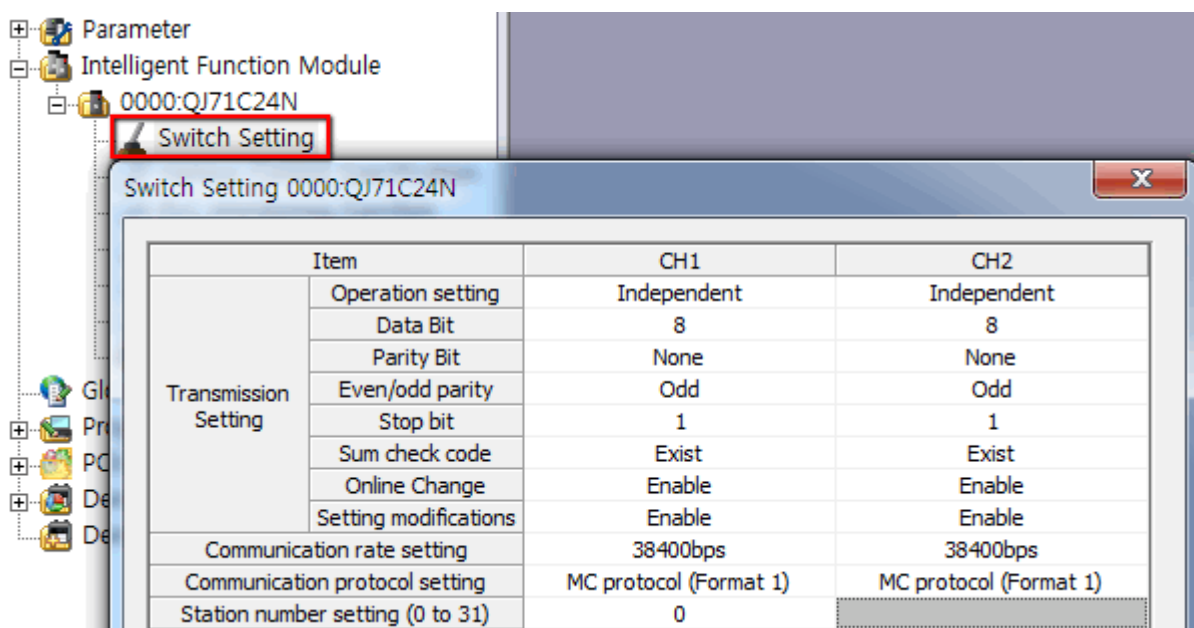 Parameter
Intelligent Function Module
0000:QJ71C24N
Switch Setting
Switch Setting 0000:QJ71C24N
Item CH1 CH2
Operation setting Independent Independent
Data Bit 8 8
Parity Bit None None
Transmission Setting Even/odd parity Odd Odd
Stop bit 1 1
Sum check code Exist Exist
Online Change Enable Enable
Setting modifications Enable Enable
Communication rate setting 38400bps 38400bps
Communication protocol setting MC protocol (Format 1) MC protocol (Format 1)
Station number setting (0 to 31) 0